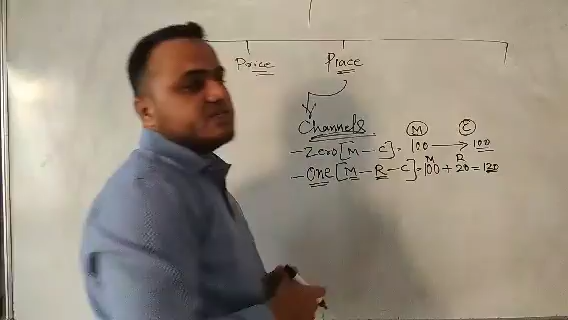 Price Place
Channels
M C
- Zero [M - C] = 100 → 100
M R
- One [M - R - C] = 100 + 20 = 120